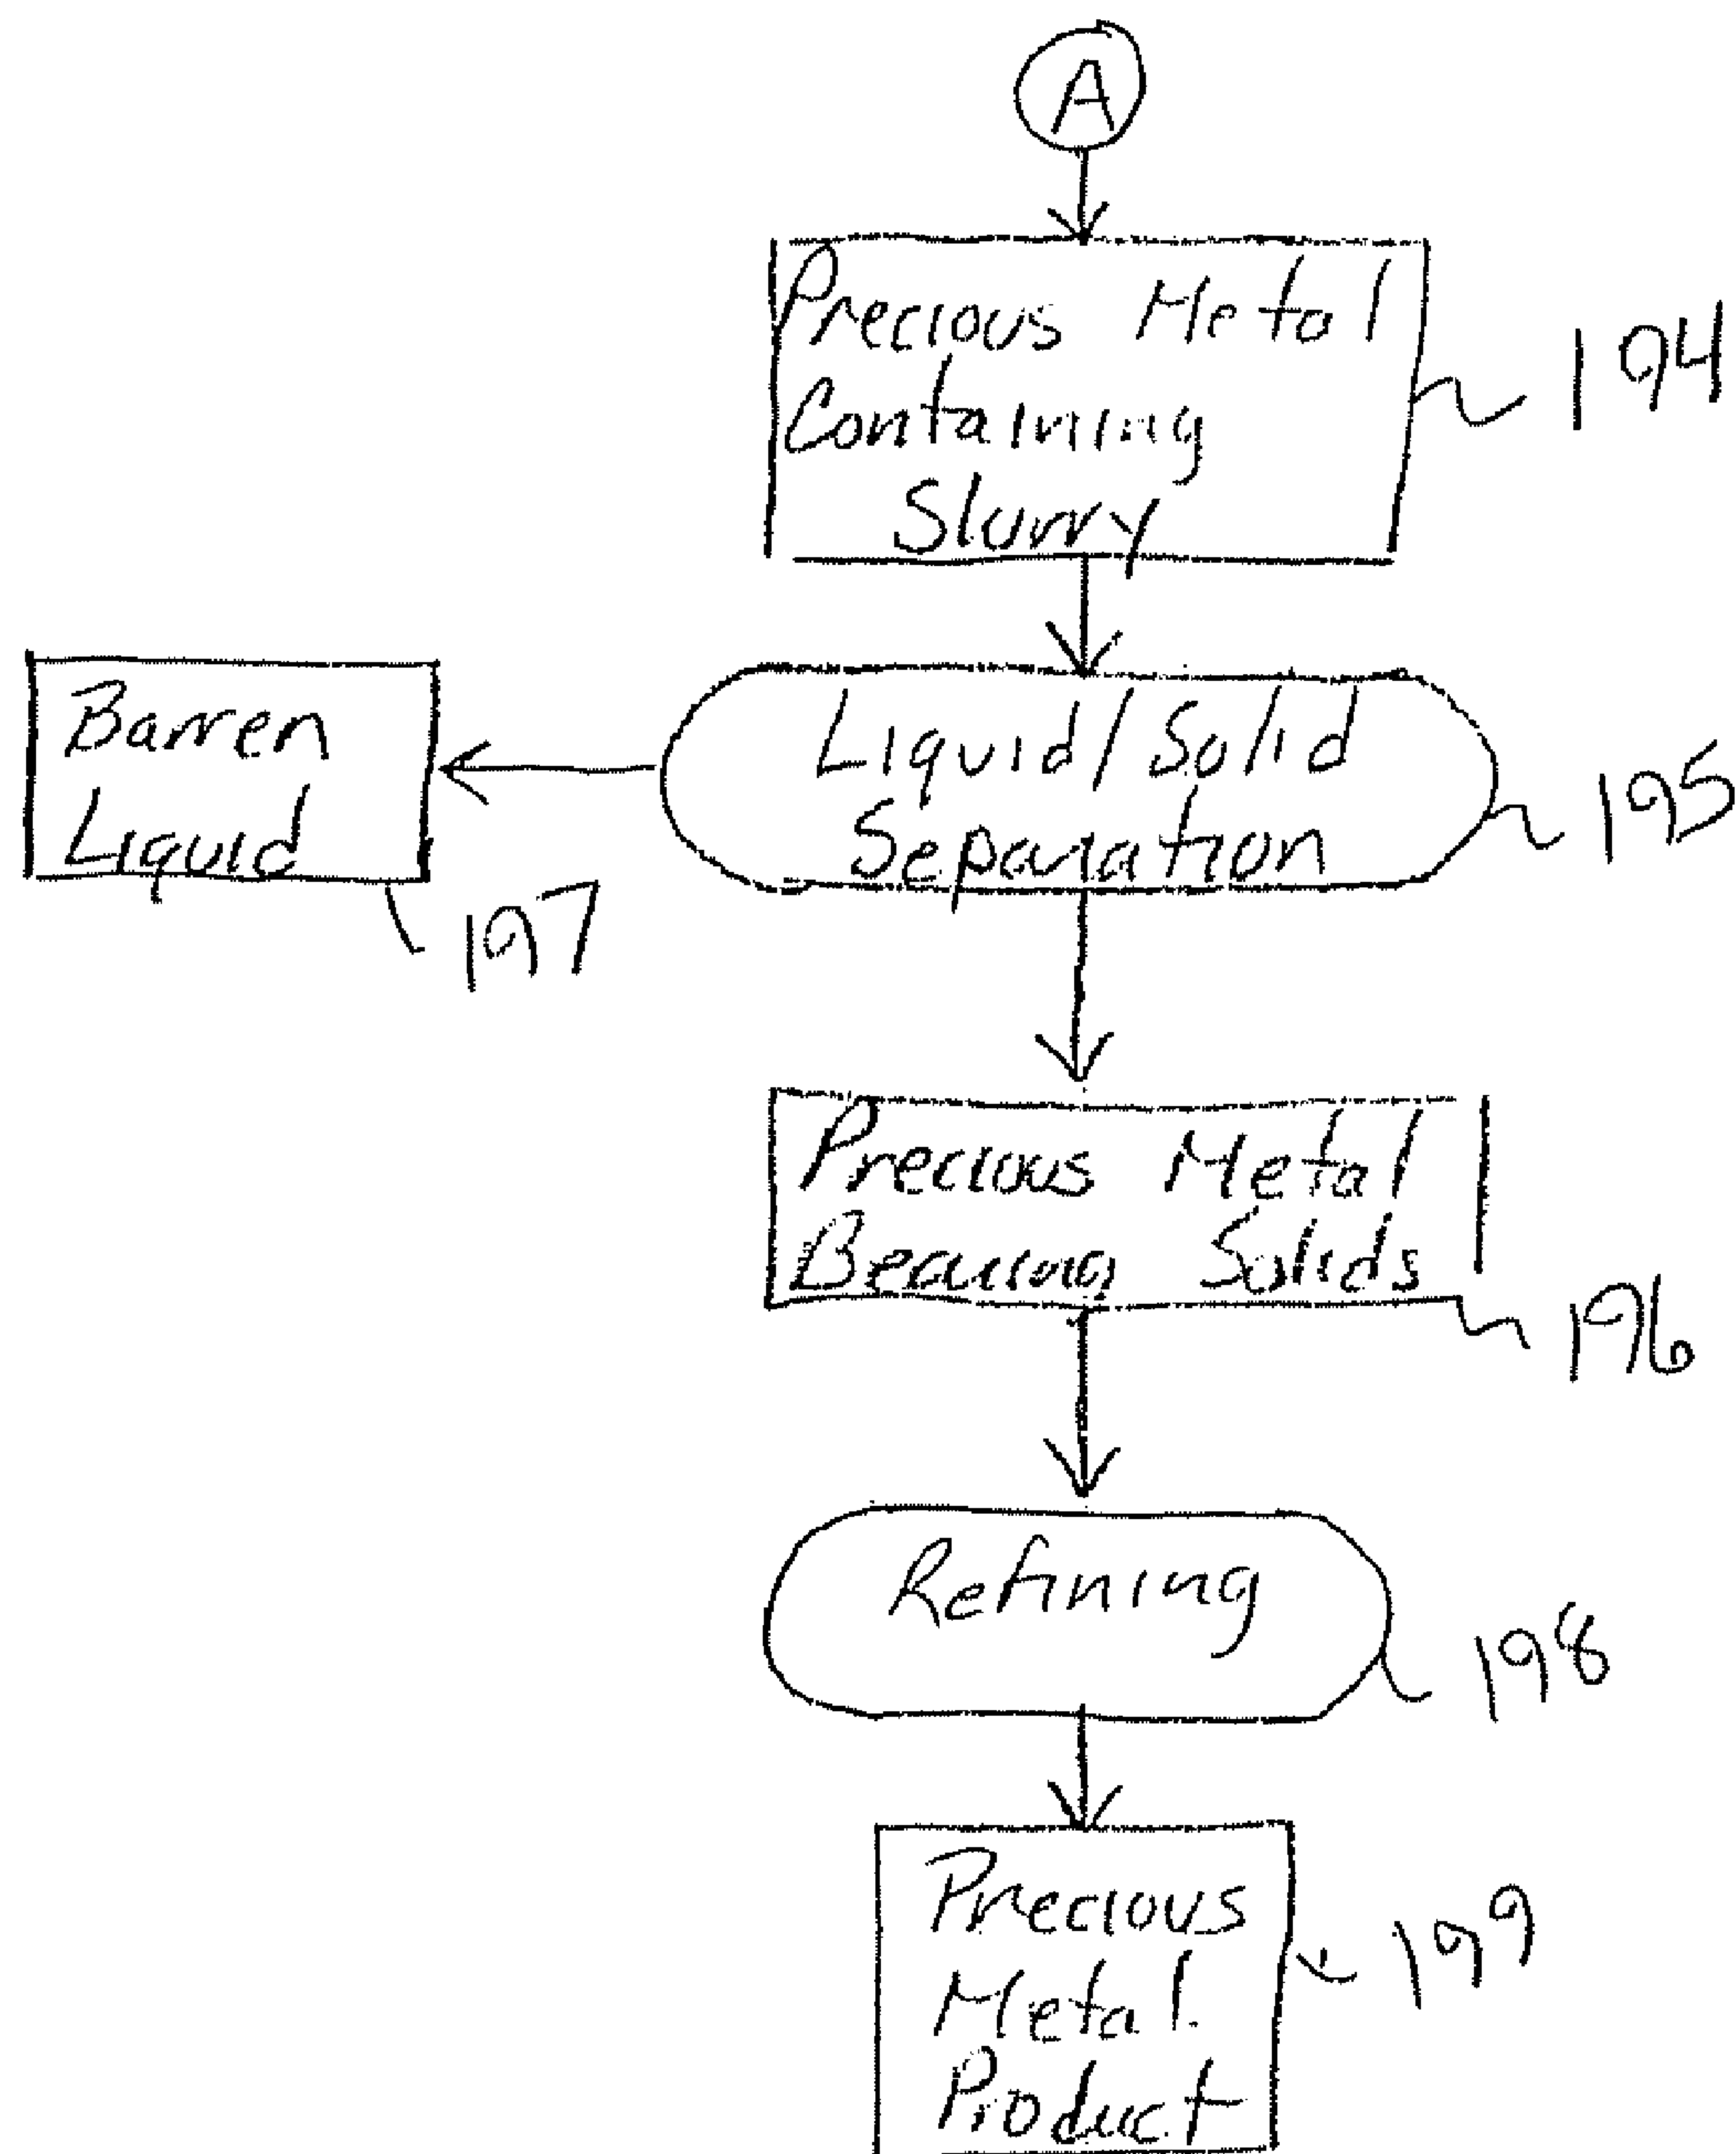 A
Precious Metal
Containing
Slurry
194
Liquid/Solid
Separation
195
Barren
Liquid
197
Precious Metal
Bearing Solids
196
Refining
198
Precious
Metal
Product
199